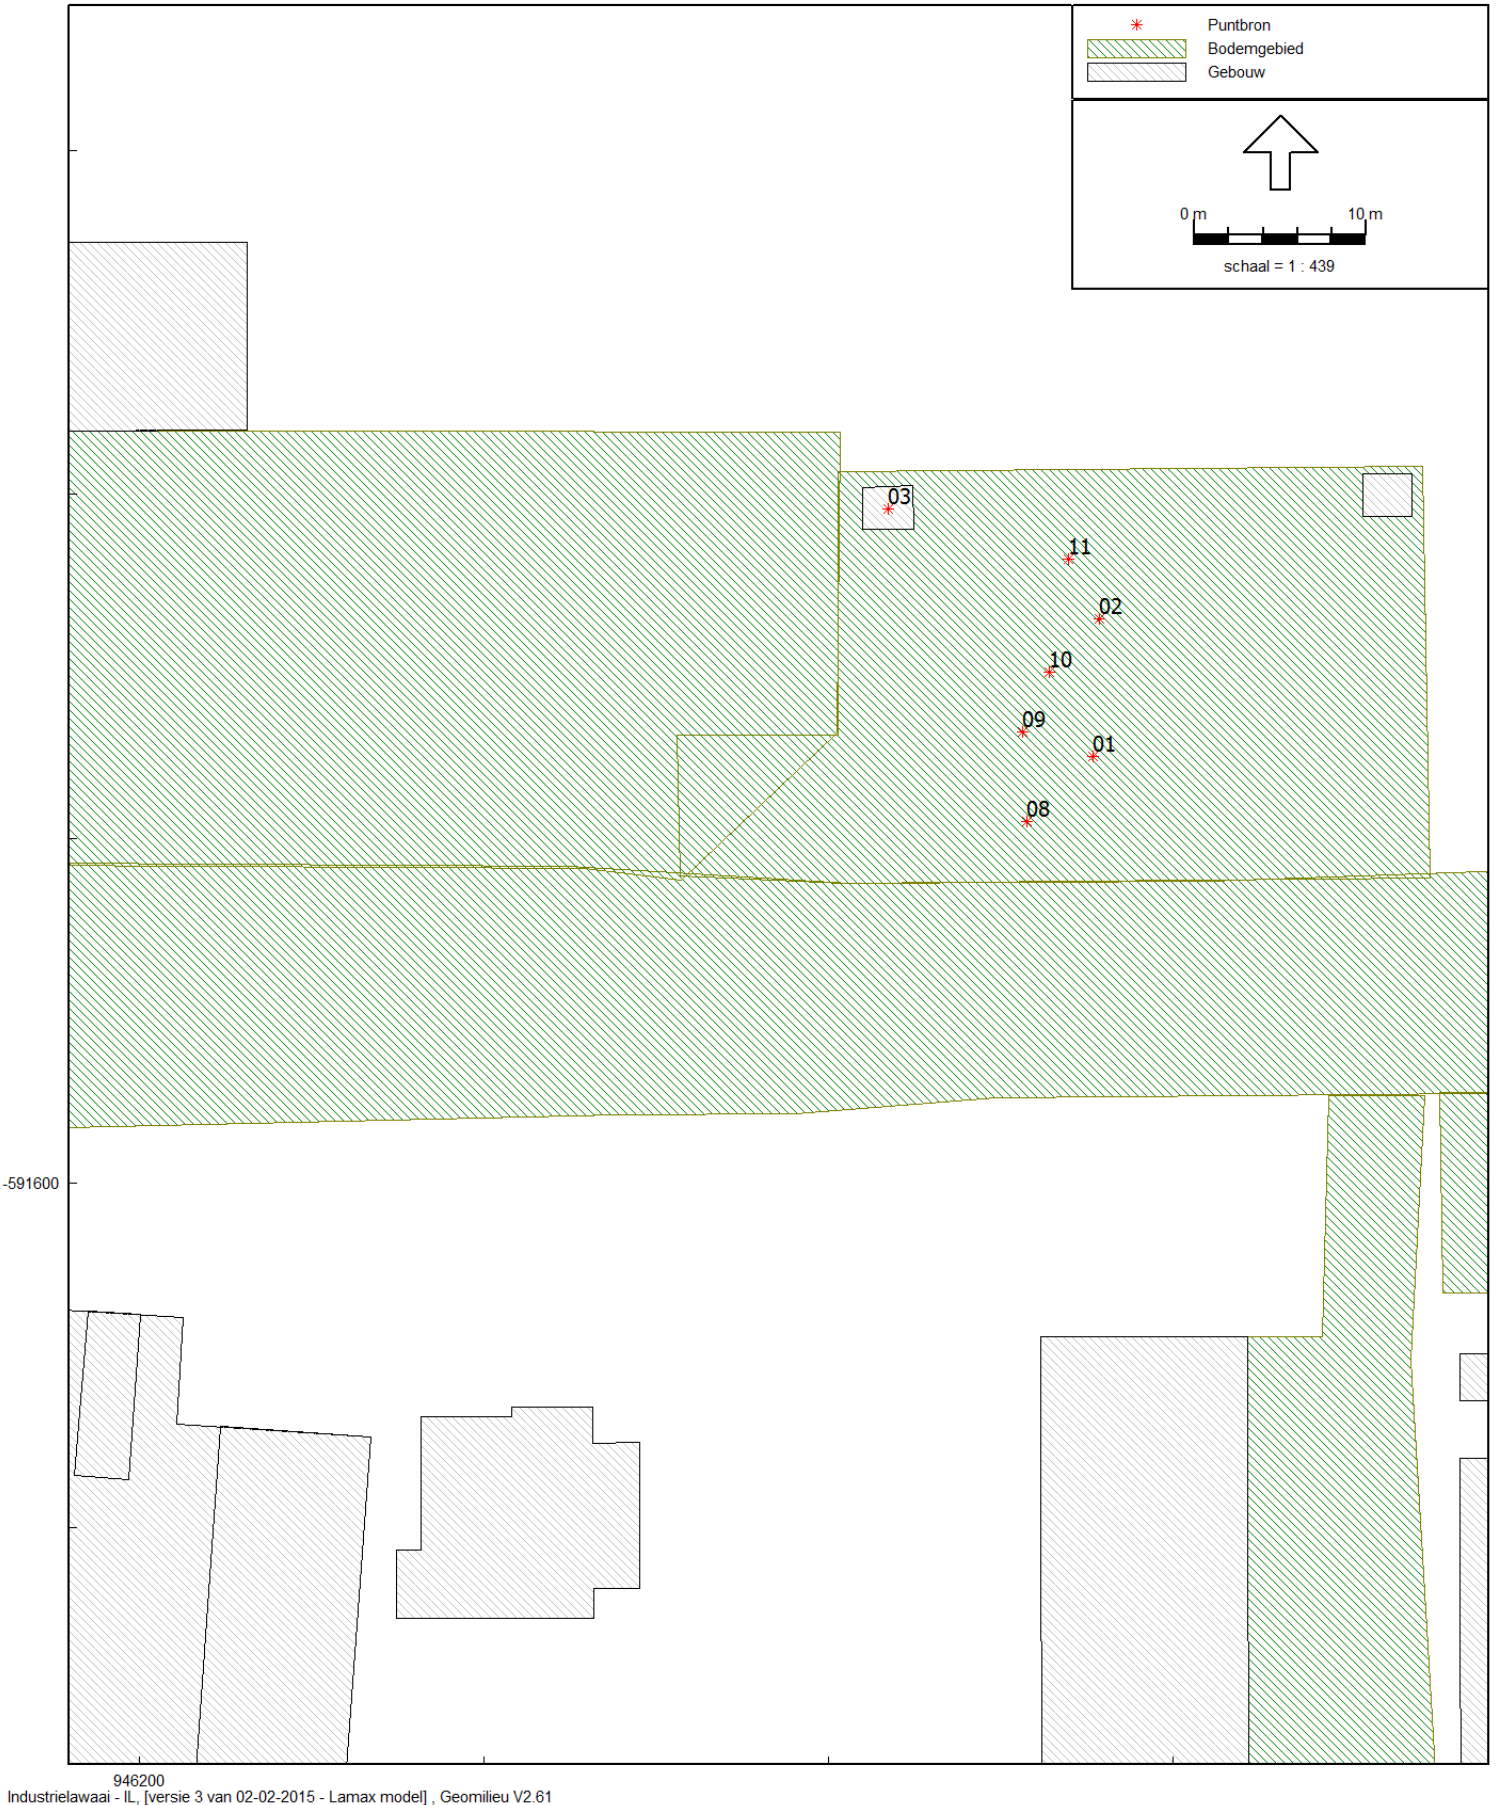 Puntbron
Bodemgebied
Gebouw
0 m 10 m
schaal = 1 : 439
03
11
02
10
09
01
08
-591600
946200
Industrielawaai - IL, [versie 3 van 02-02-2015 - Lamax model] , Geomilieu V2.61